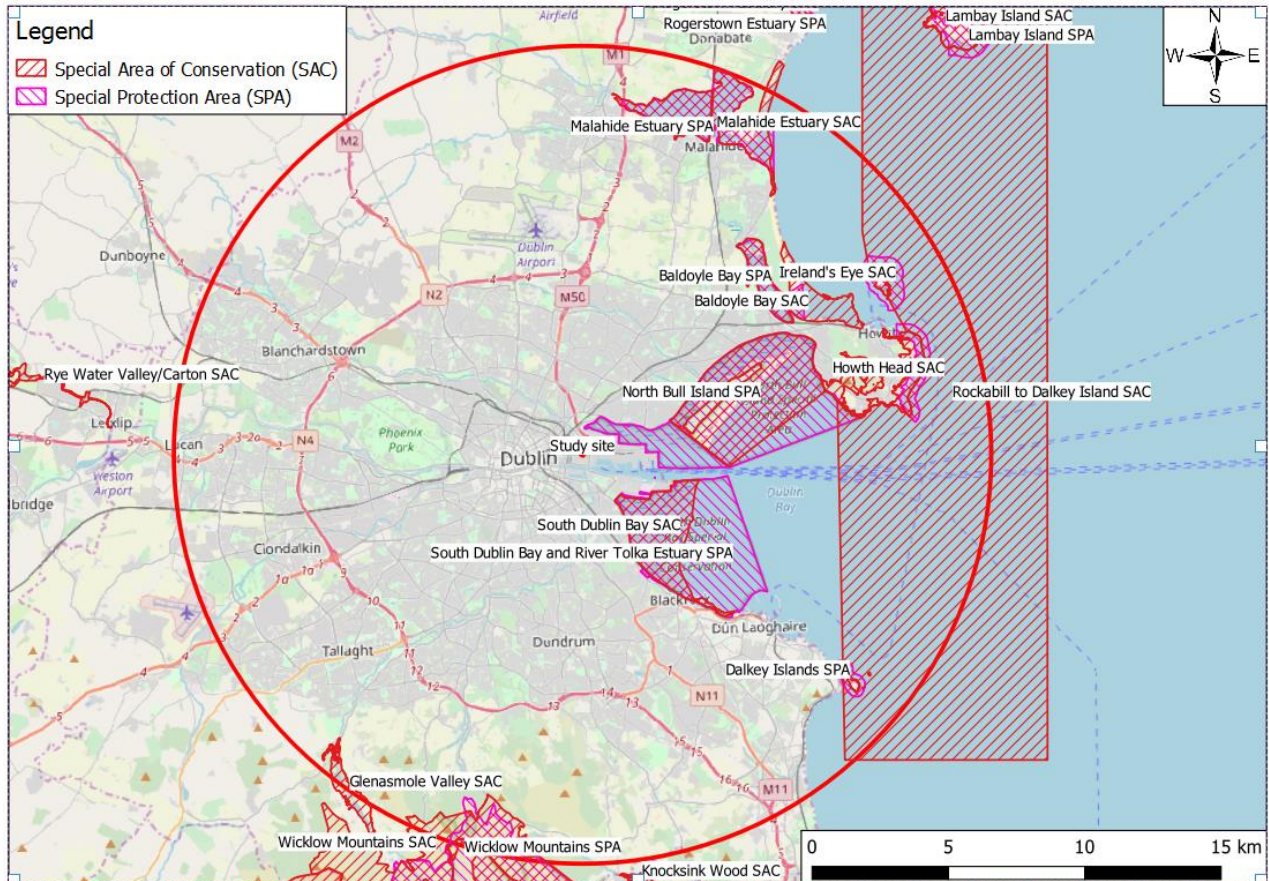 Legend
Special Area of Conservation (SAC)
Special Protection Area (SPA)
N
W E
S
Airfield
Rogerstown Estuary SPA
Donabate
Lambay Island SAC
Lambay Island SPA
M1
M2
Malahide Estuary SPA
Malahide Estuary SAC
Malahide
Dunboyne
Dublin
Airport
N2
M50
Baldoyle Bay SPA
Ireland's Eye SAC
Baldoyle Bay SAC
Howth
Blanchardstown
Rye Water Valley/Carton SAC
North Bull Island SPA
Howth Head SAC
Rockabill to Dalkey Island SAC
Leixlip
Lucan
N4
Phoenix
Park
Study site
Dublin
Weston
Airport
Dublin
Bay
South Dublin Bay SAC
South Dublin Bay and River Tolka Estuary SPA
Clondalkin
Blackrock
Dún Laoghaire
Dundrum
Tallaght
Dalkey Islands SPA
N11
M11
Glenasmole Valley SAC
Wicklow Mountains SAC
Wicklow Mountains SPA
Knocksink Wood SAC
0 5 10 15 km